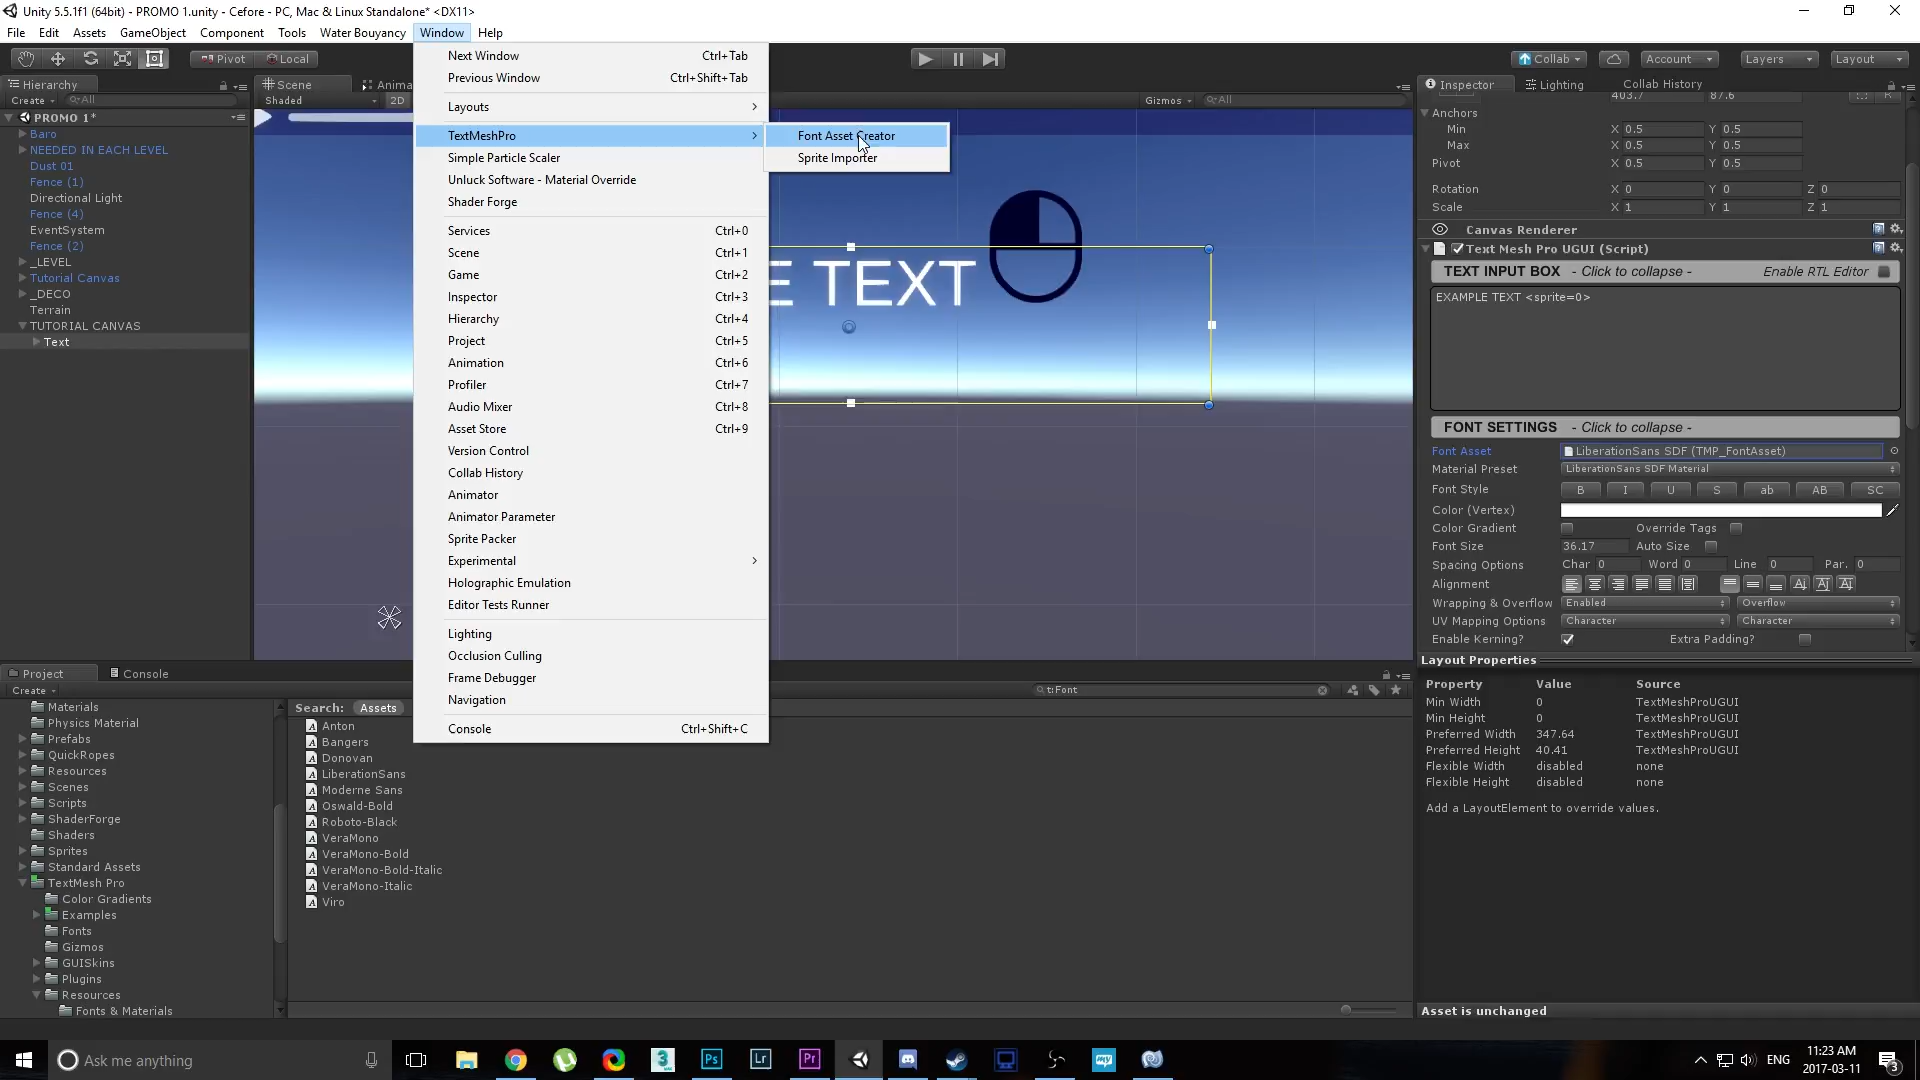 Unity 5.5.1f1 (64bit) - PROMO 1.unity - Cefore - PC, Mac & Linux Standalone* <DX11>
File Edit Assets GameObject Component Tools Water Bouyancy Window Help
Pivot Local Collab Account Layers Layout
Hierarchy
Create All
PROMO 1*
Baro
NEEDED IN EACH LEVEL
Dust 01
Fence (1)
Directional Light
Fence (4)
EventSystem
Fence (2)
_LEVEL
Tutorial Canvas
_DECO
Terrain
TUTORIAL CANVAS
Text
Scene Anima
Shaded 2D Gizmos All
Next Window Ctrl+Tab
Previous Window Ctrl+Shift+Tab
Layouts
TextMeshPro
Simple Particle Scaler
Unluck Software - Material Override
Shader Forge
Services Ctrl+0
Scene Ctrl+1
Game Ctrl+2
Inspector Ctrl+3
Hierarchy Ctrl+4
Project Ctrl+5
Animation Ctrl+6
Profiler Ctrl+7
Audio Mixer Ctrl+8
Asset Store Ctrl+9
Version Control
Collab History
Animator
Animator Parameter
Sprite Packer
Experimental
Holographic Emulation
Editor Tests Runner
Lighting
Occlusion Culling
Frame Debugger
Navigation
Console Ctrl+Shift+C
Font Asset Creator
Sprite Importer
E TEXT
Inspector Lighting Collab History
403.7 87.6 R
Anchors
Min X 0.5 Y 0.5
Max X 0.5 Y 0.5
Pivot X 0.5 Y 0.5
Rotation X 0 Y 0 Z 0
Scale X 1 Y 1 Z 1
Canvas Renderer
Text Mesh Pro UGUI (Script)
TEXT INPUT BOX - Click to collapse - Enable RTL Editor
EXAMPLE TEXT <sprite=0>
FONT SETTINGS - Click to collapse -
Font Asset LiberationSans SDF (TMP_FontAsset)
Material Preset LiberationSans SDF Material
Font Style B I U S ab AB SC
Color (Vertex)
Color Gradient Override Tags
Font Size 36.17 Auto Size
Spacing Options Char 0 Word 0 Line 0 Par. 0
Alignment
Wrapping & Overflow Enabled Overflow
UV Mapping Options Character Character
Enable Kerning? Extra Padding?
Layout Properties
Property Value Source
Min Width 0 TextMeshProUGUI
Min Height 0 TextMeshProUGUI
Preferred Width 347.64 TextMeshProUGUI
Preferred Height 40.41 TextMeshProUGUI
Flexible Width disabled none
Flexible Height disabled none
Add a LayoutElement to override values.
Asset is unchanged
Project Console
Create t:Font
Materials
Physics Material
Prefabs
QuickRopes
Resources
Scenes
Scripts
ShaderForge
Shaders
Sprites
Standard Assets
TextMesh Pro
Color Gradients
Examples
Fonts
Gizmos
GUISkins
Plugins
Resources
Fonts & Materials
Search: Assets
Anton
Bangers
Donovan
LiberationSans
Moderne Sans
Oswald-Bold
Roboto-Black
VeraMono
VeraMono-Bold
VeraMono-Bold-Italic
VeraMono-Italic
Viro
Ask me anything
3 Ps Lr Pr my ENG
11:23 AM
2017-03-11
3